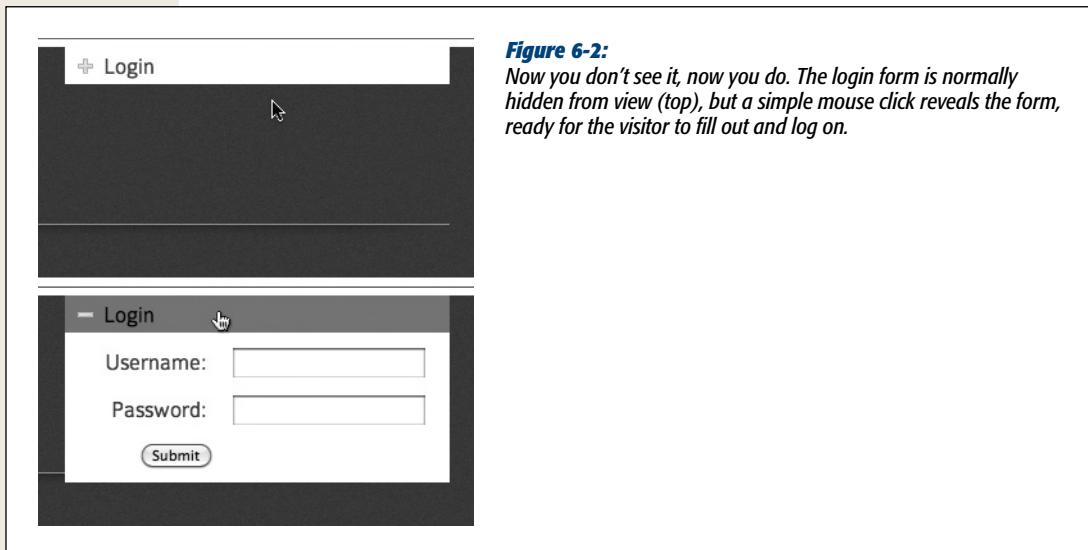 Login
Login
Username:
Password:
Submit
Figure 6-2:
Now you don’t see it, now you do. The login form is normally
hidden from view (top), but a simple mouse click reveals the form,
ready for the visitor to fill out and log on.